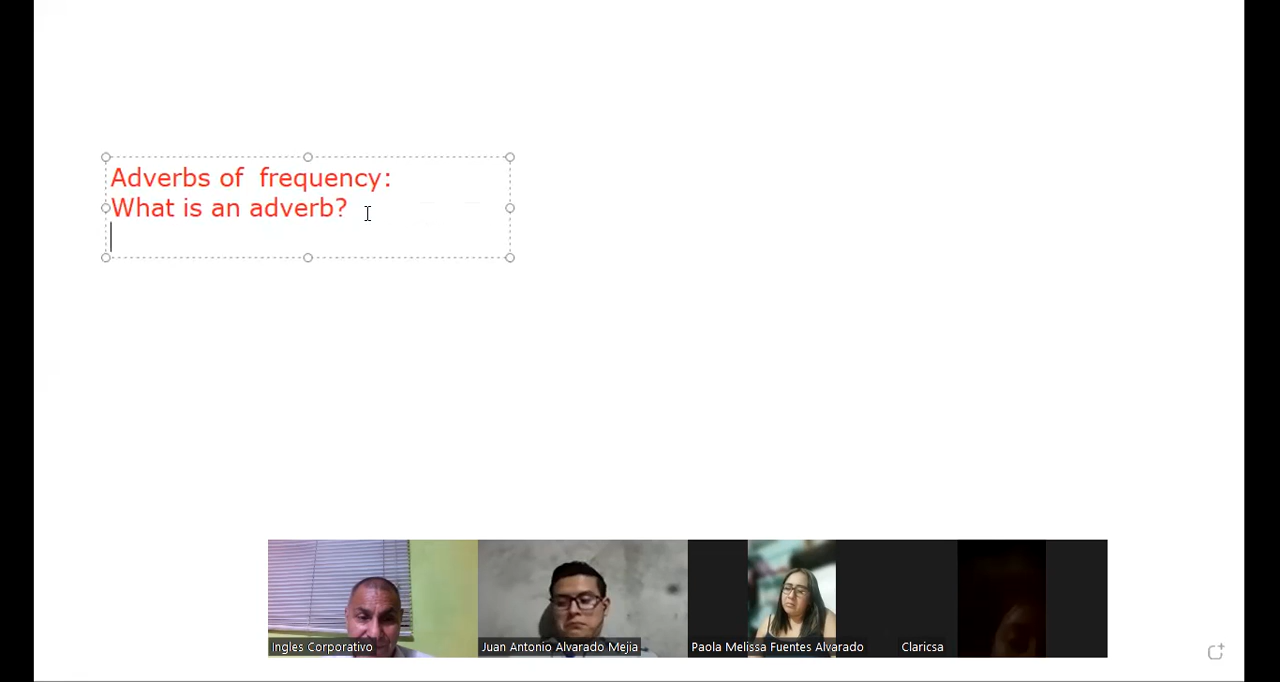 Adverbs of frequency:
What is an adverb?
Ingles Corporativo
Juan Antonio Alvarado Mejia
Paola Melissa Fuentes Alvarado
Claricsa